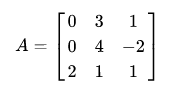 A = [ 0 3 1
0 4 −2
2 1 1 ]